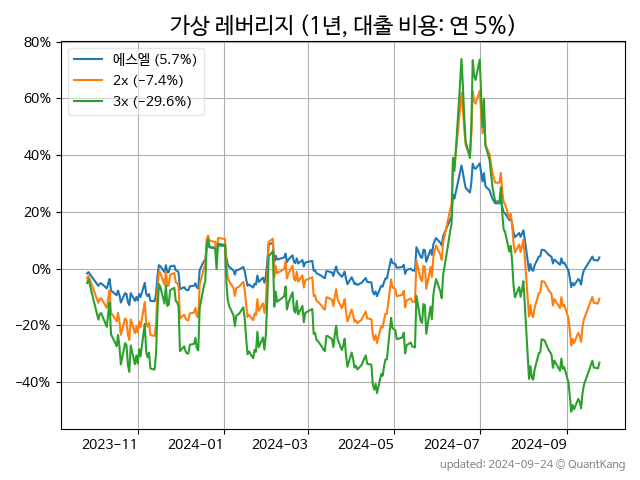 가상 레버리지 (1년, 대출 비용: 연 5%)
80%
60%
40%
20%
0%
−20%
−40%
에스엘 (5.7%)
2x (−7.4%)
3x (−29.6%)
2023-11
2024-01
2024-03
2024-05
2024-07
2024-09
updated: 2024-09-24 © QuantKang